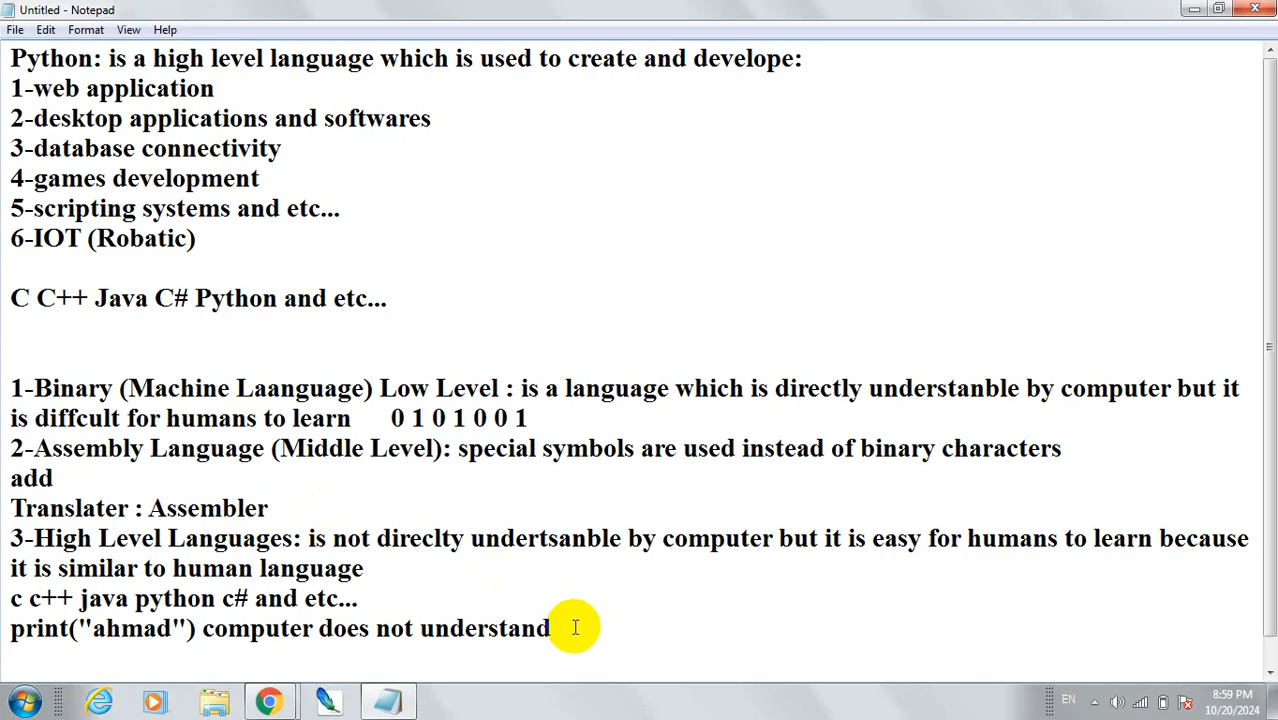 Untitled - Notepad
File Edit Format View Help
Python: is a high level language which is used to create and develope:
1-web application
2-desktop applications and softwares
3-database connectivity
4-games development
5-scripting systems and etc...
6-IOT (Robatic)
C C++ Java C# Python and etc...
1-Binary (Machine Laanguage) Low Level : is a language which is directly understanble by computer but it
is diffcult for humans to learn 0 1 0 1 0 0 1
2-Assembly Language (Middle Level): special symbols are used instead of binary characters
add
Translater : Assembler
3-High Level Languages: is not direclty undertsanble by computer but it is easy for humans to learn because
it is similar to human language
c c++ java python c# and etc...
print("ahmad") computer does not understand
EN
8:59 PM
10/20/2024